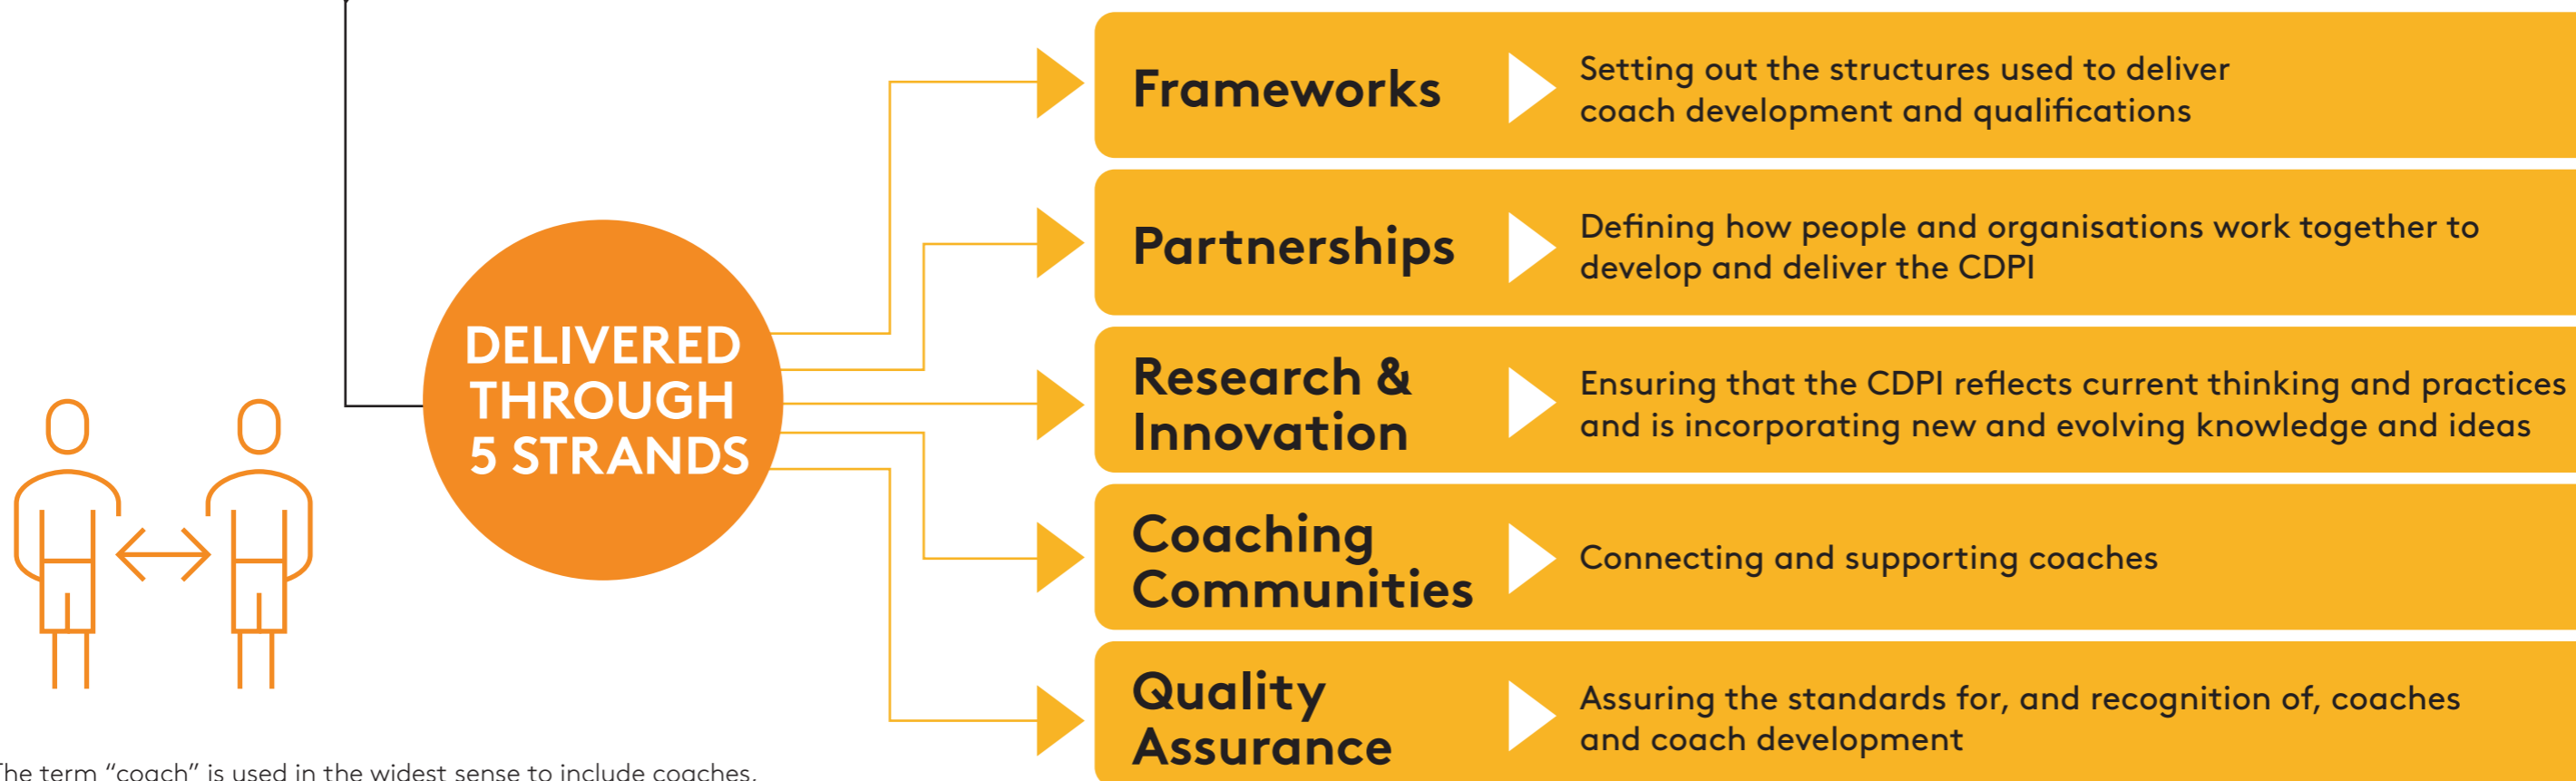 DELIVERED
THROUGH
5 STRANDS
Frameworks
Setting out the structures used to deliver
coach development and qualifications
Partnerships
Defining how people and organisations work together to
develop and deliver the CDPI
Research &
Innovation
Ensuring that the CDPI reflects current thinking and practices
and is incorporating new and evolving knowledge and ideas
Coaching
Communities
Connecting and supporting coaches
Quality
Assurance
Assuring the standards for, and recognition of, coaches
and coach development
The term “coach” is used in the widest sense to include coaches,